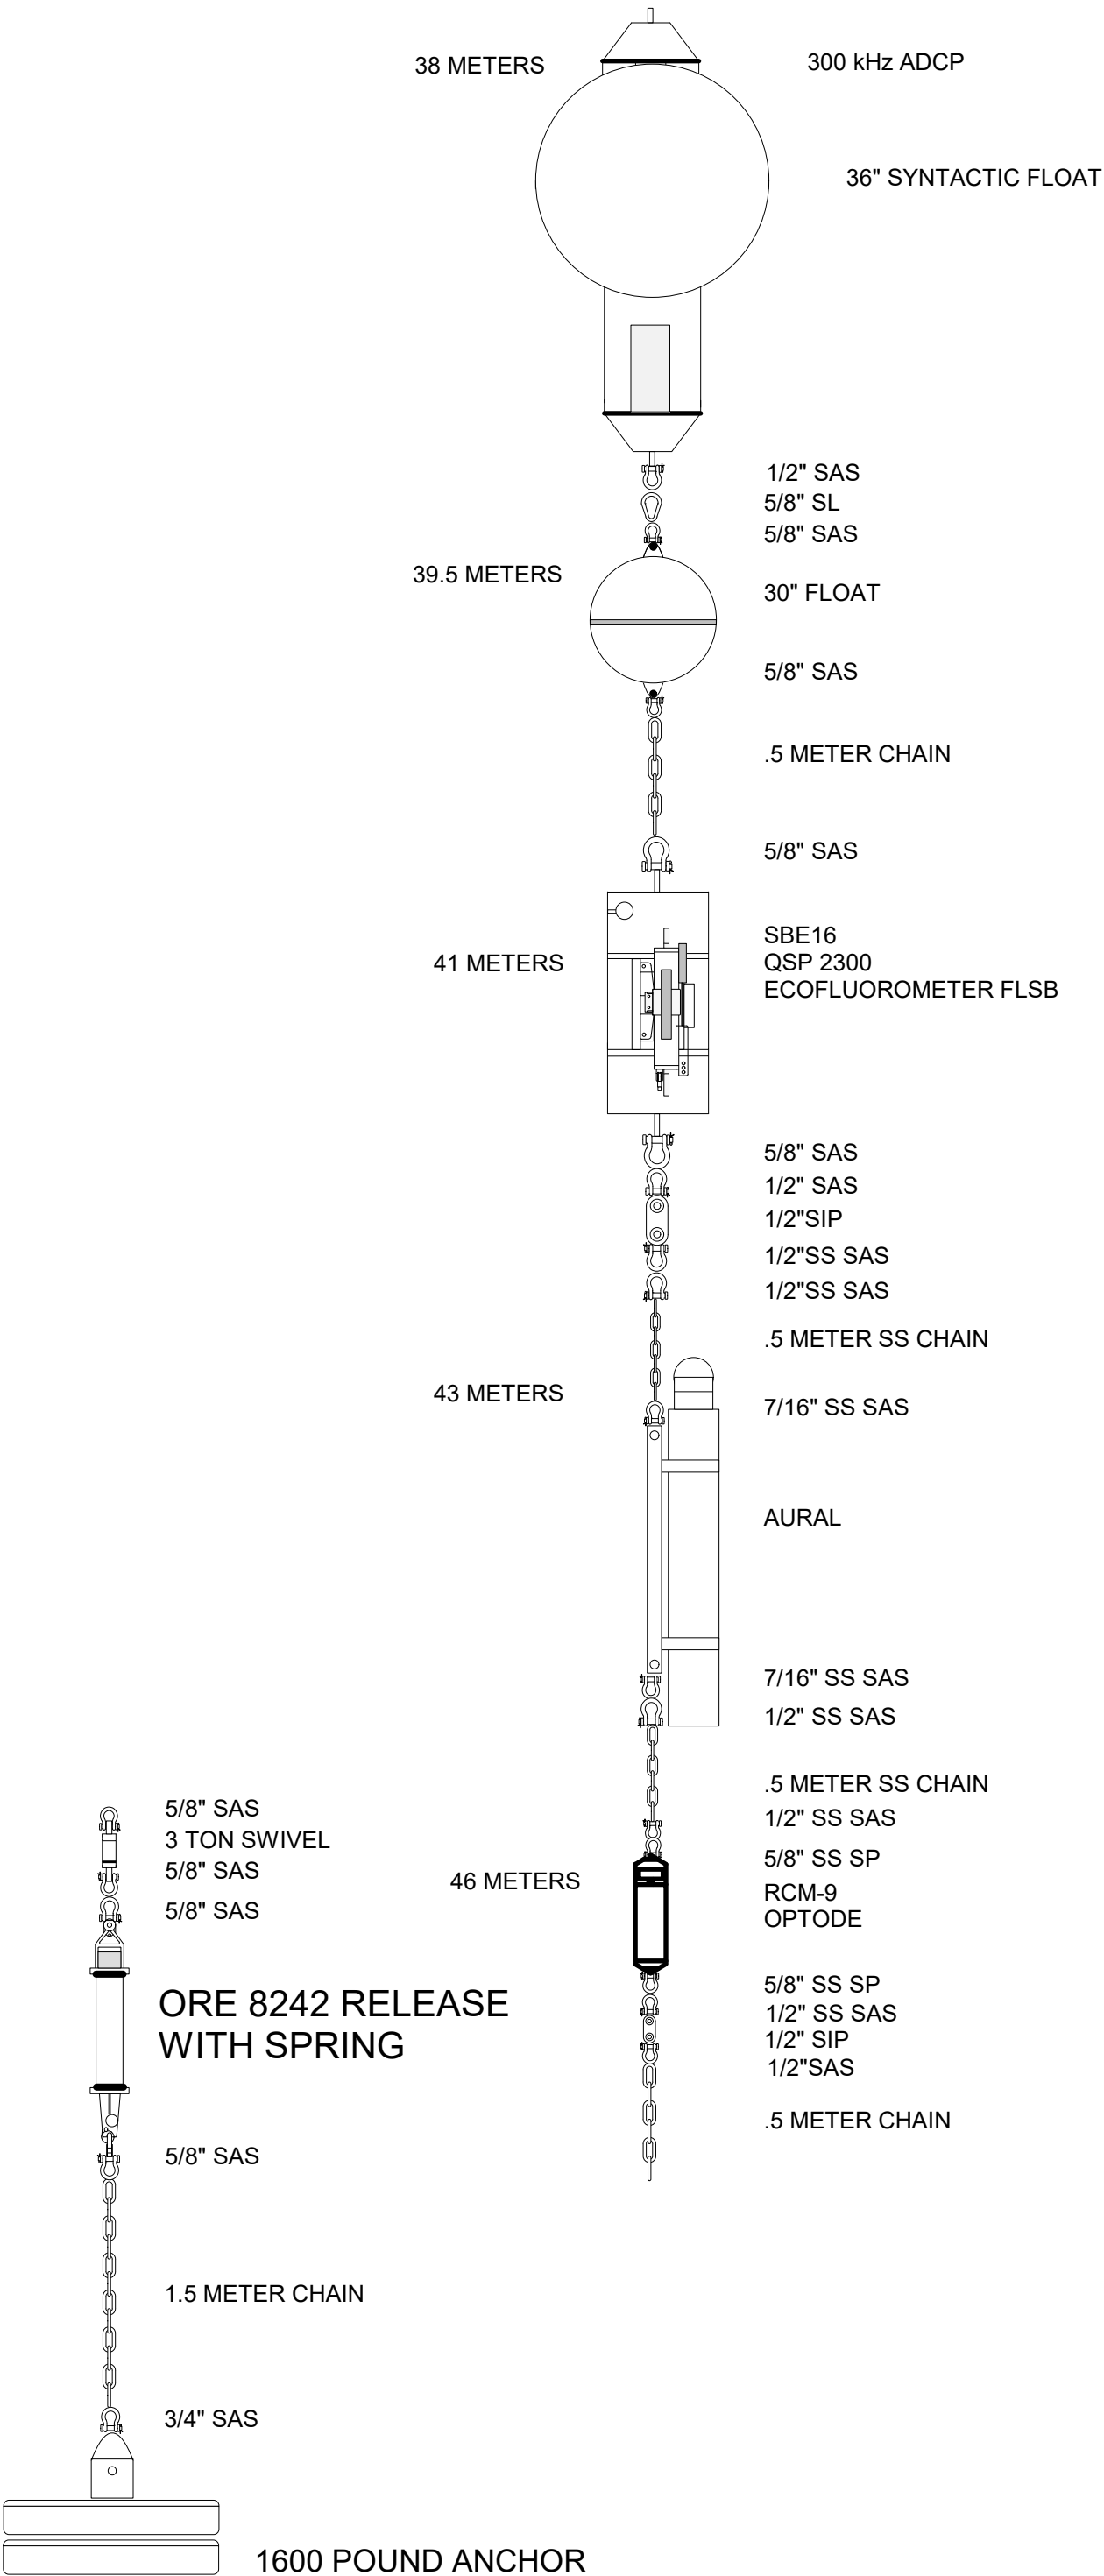 38 METERS
300 kHz ADCP
36" SYNTACTIC FLOAT
1/2" SAS
5/8" SL
5/8" SAS
39.5 METERS
30" FLOAT
5/8" SAS
.5 METER CHAIN
5/8" SAS
41 METERS
SBE16
QSP 2300
ECOFLUOROMETER FLSB
5/8" SAS
1/2" SAS
1/2"SIP
1/2"SS SAS
1/2"SS SAS
.5 METER SS CHAIN
43 METERS
7/16" SS SAS
AURAL
7/16" SS SAS
1/2" SS SAS
.5 METER SS CHAIN
1/2" SS SAS
5/8" SS SP
46 METERS
RCM-9
OPTODE
5/8" SS SP
1/2" SS SAS
1/2" SIP
1/2"SAS
.5 METER CHAIN
5/8" SAS
3 TON SWIVEL
5/8" SAS
5/8" SAS
ORE 8242 RELEASE
WITH SPRING
5/8" SAS
1.5 METER CHAIN
3/4" SAS
1600 POUND ANCHOR